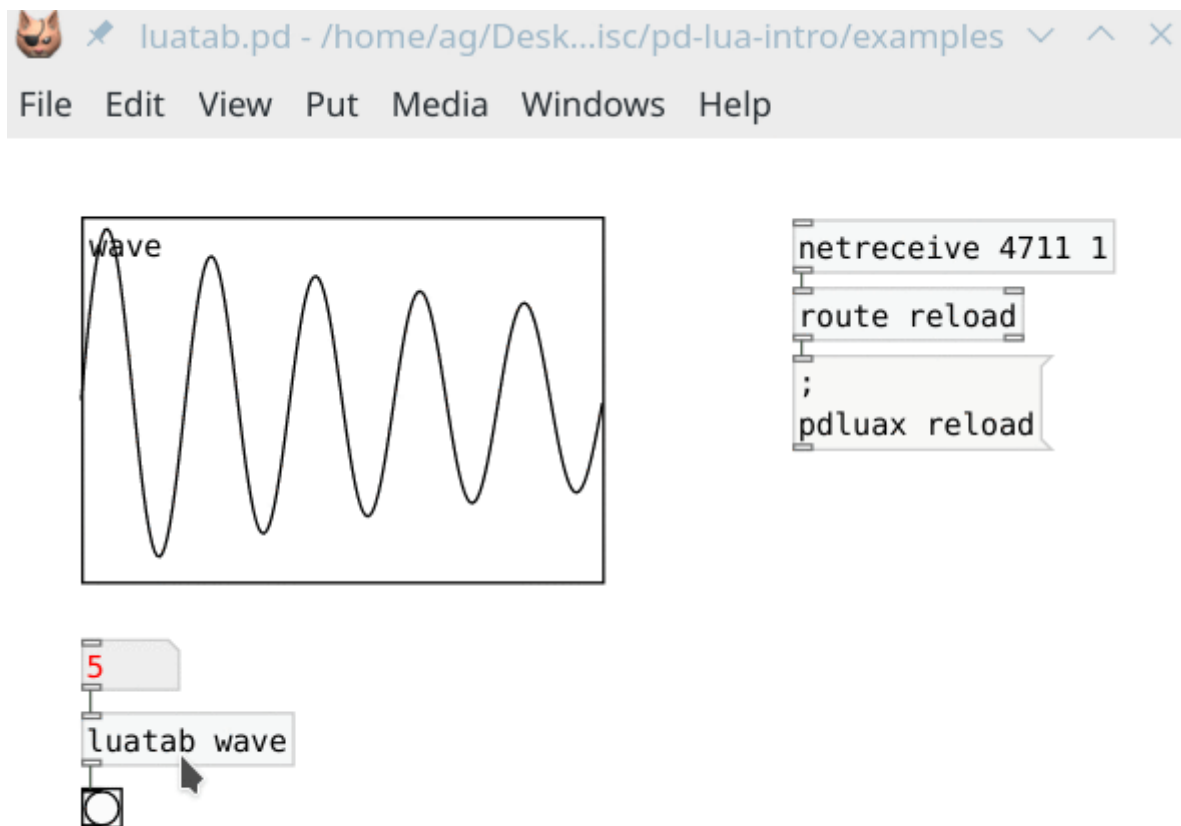 luatab.pd - /home/ag/Desk...isc/pd-lua-intro/examples
File Edit View Put Media Windows Help
wave
netreceive 4711 1
route reload
;
pdluax reload
5
luatab wave